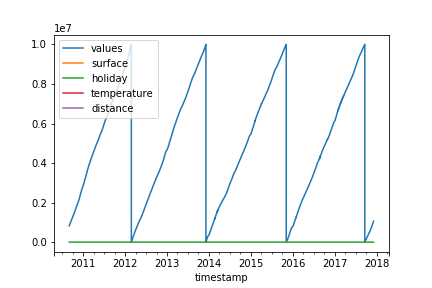 1e7
values
surface
holiday
temperature
distance
1.0
0.8
0.6
0.4
0.2
0.0
2011 2012 2013 2014 2015 2016 2017 2018
timestamp